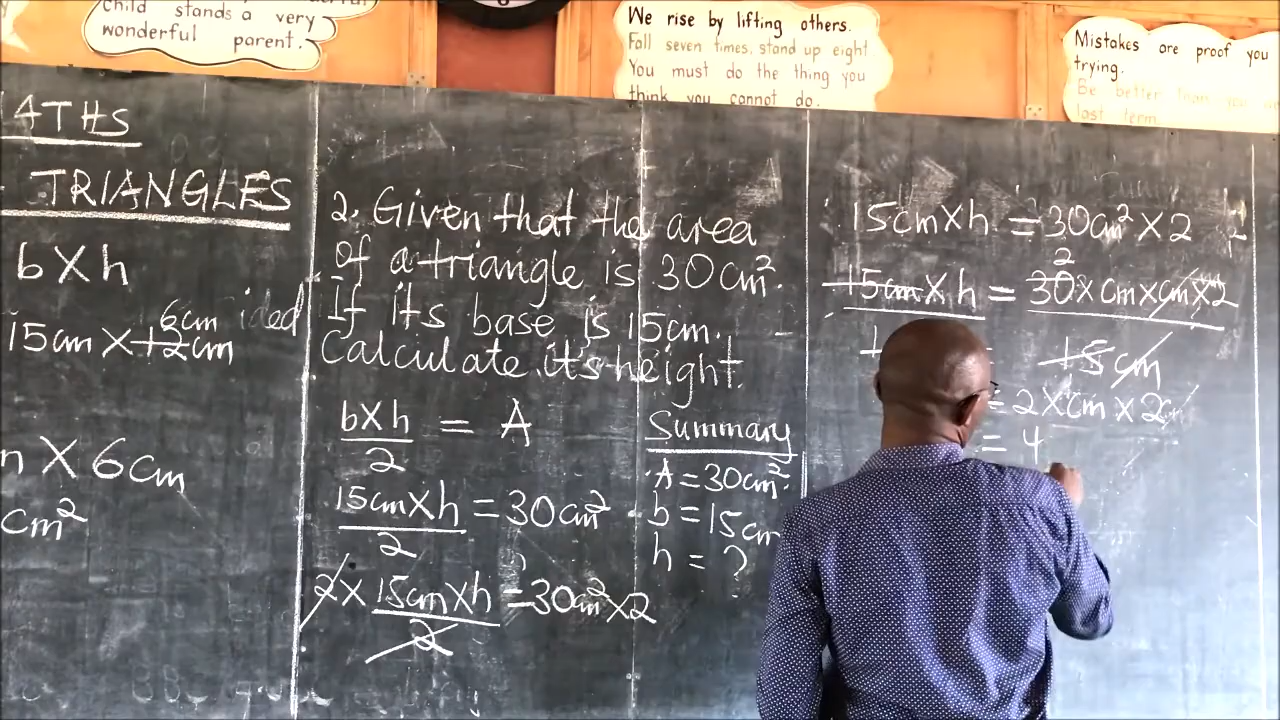 child stands a very
wonderful parent.
We rise by lifting others.
Fall seven times, stand up eight
You must do the thing you
think you cannot do.
Mistakes are proof you
trying.
Be better than you
last term.
4THS
TRIANGLES
b X h
6cm
15cm X 12cm
n X 6cm
cm²
2. Given that the area
of a triangle is 30cm².
If its base is 15cm.
Calculate it's height.
b X h = A
2
15cm X h = 30cm²
2
2 X 15cm X h = 30cm² X 2
2
Summary
A = 30cm²
b = 15cm
h = ?
15cm X h = 30cm² X 2
2
15cm X h = 30 X cm X cm X 2
1
15cm
= 2 X cm X 2
= 4